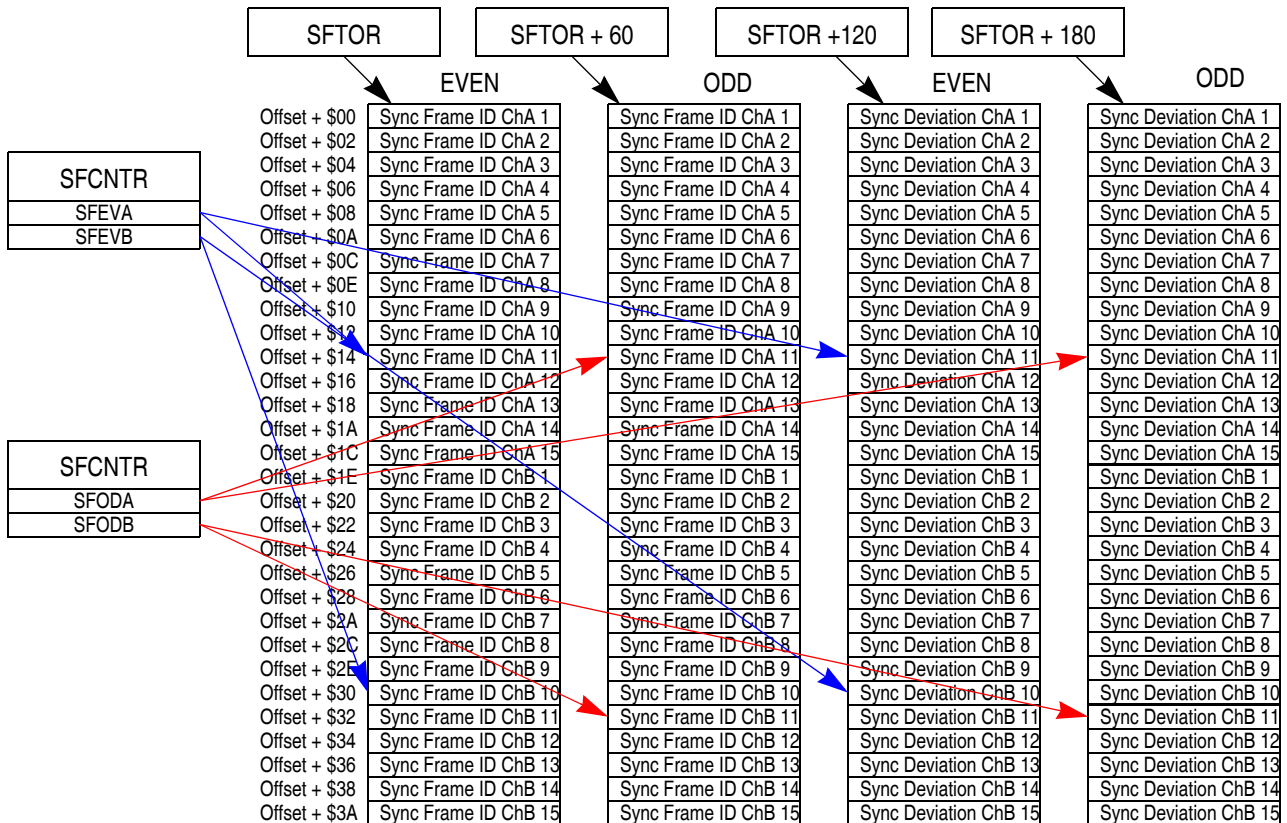 SFTOR SFTOR + 60 SFTOR +120 SFTOR + 180
EVEN ODD EVEN ODD
Offset + $00 Sync Frame ID ChA 1 Sync Frame ID ChA 1 Sync Deviation ChA 1 Sync Deviation ChA 1
Offset + $02 Sync Frame ID ChA 2 Sync Frame ID ChA 2 Sync Deviation ChA 2 Sync Deviation ChA 2
Offset + $04 Sync Frame ID ChA 3 Sync Frame ID ChA 3 Sync Deviation ChA 3 Sync Deviation ChA 3
SFCNTR
Offset + $06 Sync Frame ID ChA 4 Sync Frame ID ChA 4 Sync Deviation ChA 4 Sync Deviation ChA 4
SFEVA Offset + $08 Sync Frame ID ChA 5 Sync Frame ID ChA 5 Sync Deviation ChA 5 Sync Deviation ChA 5
SFEVB Offset + $0A Sync Frame ID ChA 6 Sync Frame ID ChA 6 Sync Deviation ChA 6 Sync Deviation ChA 6
Offset + $0C Sync Frame ID ChA 7 Sync Frame ID ChA 7 Sync Deviation ChA 7 Sync Deviation ChA 7
Offset + $0E Sync Frame ID ChA 8 Sync Frame ID ChA 8 Sync Deviation ChA 8 Sync Deviation ChA 8
Offset + $10 Sync Frame ID ChA 9 Sync Frame ID ChA 9 Sync Deviation ChA 9 Sync Deviation ChA 9
Offset + $12 Sync Frame ID ChA 10 Sync Frame ID ChA 10 Sync Deviation ChA 10 Sync Deviation ChA 10
Offset + $14 Sync Frame ID ChA 11 Sync Frame ID ChA 11 Sync Deviation ChA 11 Sync Deviation ChA 11
Offset + $16 Sync Frame ID ChA 12 Sync Frame ID ChA 12 Sync Deviation ChA 12 Sync Deviation ChA 12
Offset + $18 Sync Frame ID ChA 13 Sync Frame ID ChA 13 Sync Deviation ChA 13 Sync Deviation ChA 13
Offset + $1A Sync Frame ID ChA 14 Sync Frame ID ChA 14 Sync Deviation ChA 14 Sync Deviation ChA 14
Offset + $1C Sync Frame ID ChA 15 Sync Frame ID ChA 15 Sync Deviation ChA 15 Sync Deviation ChA 15
SFCNTR
Offset + $1E Sync Frame ID ChB 1 Sync Frame ID ChB 1 Sync Deviation ChB 1 Sync Deviation ChB 1
SFODA Offset + $20 Sync Frame ID ChB 2 Sync Frame ID ChB 2 Sync Deviation ChB 2 Sync Deviation ChB 2
SFODB Offset + $22 Sync Frame ID ChB 3 Sync Frame ID ChB 3 Sync Deviation ChB 3 Sync Deviation ChB 3
Offset + $24 Sync Frame ID ChB 4 Sync Frame ID ChB 4 Sync Deviation ChB 4 Sync Deviation ChB 4
Offset + $26 Sync Frame ID ChB 5 Sync Frame ID ChB 5 Sync Deviation ChB 5 Sync Deviation ChB 5
Offset + $28 Sync Frame ID ChB 6 Sync Frame ID ChB 6 Sync Deviation ChB 6 Sync Deviation ChB 6
Offset + $2A Sync Frame ID ChB 7 Sync Frame ID ChB 7 Sync Deviation ChB 7 Sync Deviation ChB 7
Offset + $2C Sync Frame ID ChB 8 Sync Frame ID ChB 8 Sync Deviation ChB 8 Sync Deviation ChB 8
Offset + $2E Sync Frame ID ChB 9 Sync Frame ID ChB 9 Sync Deviation ChB 9 Sync Deviation ChB 9
Offset + $30 Sync Frame ID ChB 10 Sync Frame ID ChB 10 Sync Deviation ChB 10 Sync Deviation ChB 10
Offset + $32 Sync Frame ID ChB 11 Sync Frame ID ChB 11 Sync Deviation ChB 11 Sync Deviation ChB 11
Offset + $34 Sync Frame ID ChB 12 Sync Frame ID ChB 12 Sync Deviation ChB 12 Sync Deviation ChB 12
Offset + $36 Sync Frame ID ChB 13 Sync Frame ID ChB 13 Sync Deviation ChB 13 Sync Deviation ChB 13
Offset + $38 Sync Frame ID ChB 14 Sync Frame ID ChB 14 Sync Deviation ChB 14 Sync Deviation ChB 14
Offset + $3A Sync Frame ID ChB 15 Sync Frame ID ChB 15 Sync Deviation ChB 15 Sync Deviation ChB 15